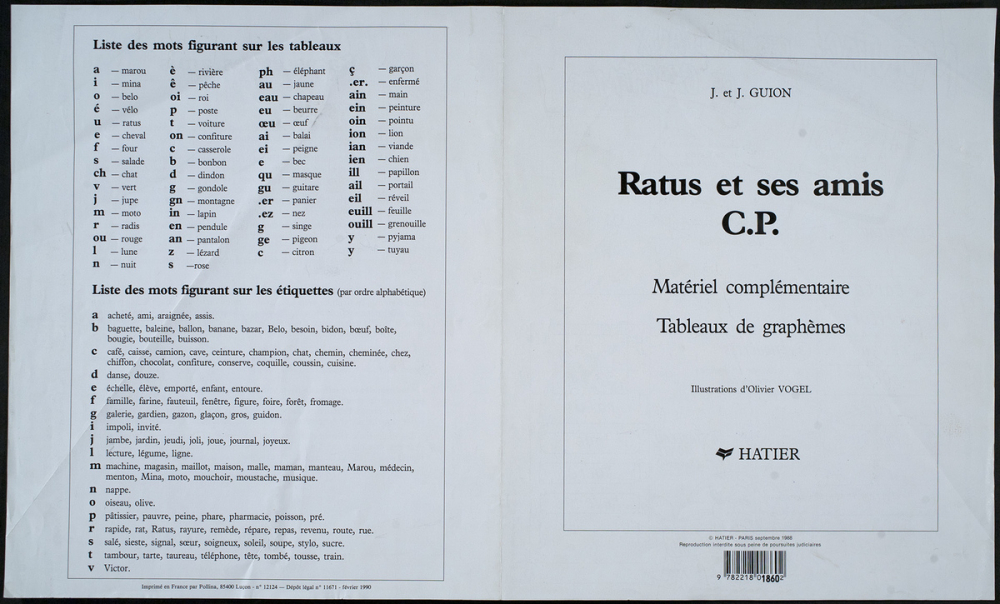 Liste des mots figurant sur les tableaux
a — marou
i — mina
o — belo
é — vélo
u — ratus
e — cheval
f — four
s — salade
ch — chat
v — vert
j — jupe
m — moto
r — radis
ou — rouge
l — lune
n — nuit
è — rivière
ê — pêche
oi — roi
p — poste
t — voiture
on — confiture
c — casserole
b — bonbon
d — dindon
g — gondole
gn — montagne
in — lapin
en — pendule
an — pantalon
z — lézard
s — rose
ph — éléphant
au — jaune
eau — chapeau
eu — beurre
œu — œuf
ai — balai
ei — peigne
e — bec
qu — masque
gu — guitare
.er — panier
.ez — nez
g — singe
ge — pigeon
c — citron
ç — garçon
.er. — enfermé
ain — main
ein — peinture
oin — pointu
ion — lion
ian — viande
ien — chien
ill — papillon
ail — portail
eil — réveil
euill — feuille
ouill — grenouille
y — pyjama
y — tuyau
Liste des mots figurant sur les étiquettes (par ordre alphabétique)
a acheté, ami, araignée, assis.
b baguette, baleine, ballon, banane, bazar, Belo, besoin, bidon, bœuf, boîte,
bougie, bouteille, buisson.
c café, caisse, camion, cave, ceinture, champion, chat, chemin, cheminée, chez,
chiffon, chocolat, confiture, conserve, coquille, coussin, cuisine.
d danse, douze.
e échelle, élève, emporté, enfant, entoure.
f famille, farine, fauteuil, fenêtre, figure, foire, forêt, fromage.
g galerie, gardien, gazon, glaçon, gros, guidon.
i impoli, invité.
j jambe, jardin, jeudi, joli, joue, journal, joyeux.
l lecture, légume, ligne.
m machine, magasin, maillot, maison, malle, maman, manteau, Marou, médecin,
menton, Mina, moto, mouchoir, moustache, musique.
n nappe.
o oiseau, olive.
p pâtissier, pauvre, peine, phare, pharmacie, poisson, pré.
r rapide, rat, Ratus, rayure, remède, répare, repas, revenu, route, rue.
s salé, sieste, signal, sœur, soigneux, soleil, soupe, stylo, sucre.
t tambour, tarte, taureau, téléphone, tête, tombé, tousse, train.
v Victor.
Imprimé en France par Pollina, 85400 Luçon - n° 12124 — Dépôt légal n° 11671 - février 1990
J. et J. GUION
Ratus et ses amis
C.P.
Matériel complémentaire
Tableaux de graphèmes
Illustrations d'Olivier VOGEL
HATIER
© HATIER - PARIS septembre 1986
Reproduction interdite sous peine de poursuites judiciaires
9 782218 018602